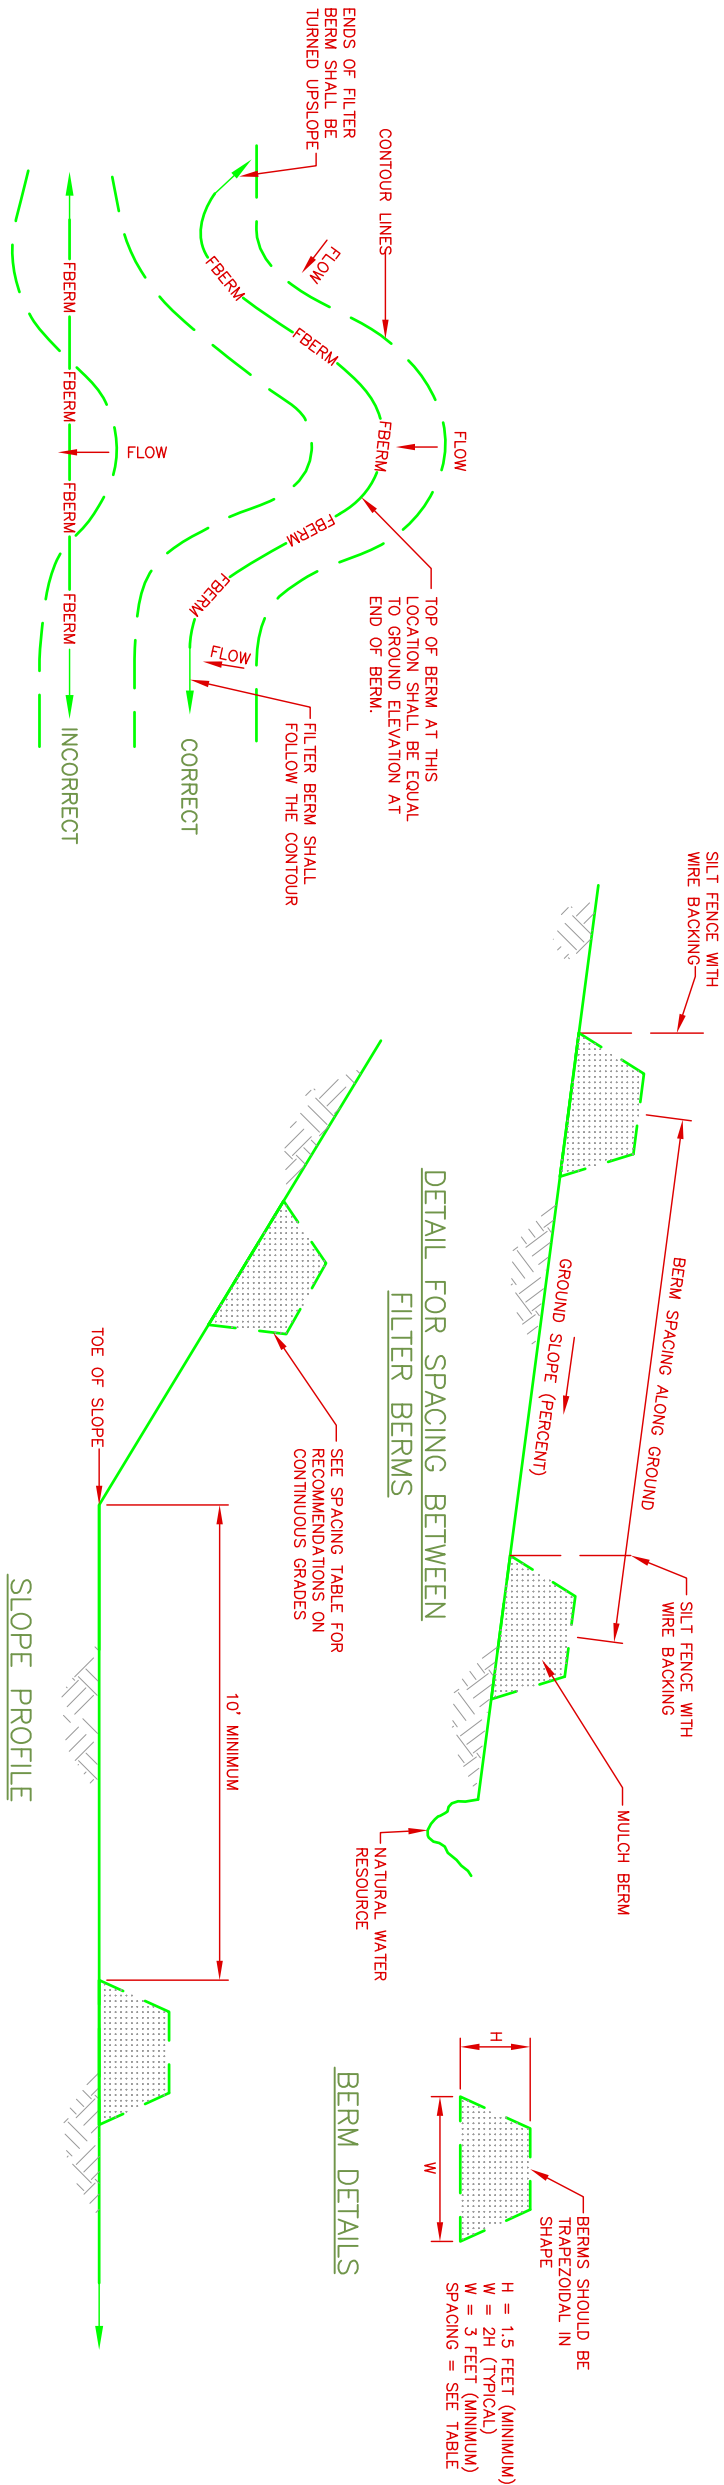 ENDS OF FILTER
BERM SHALL BE
TURNED UPSLOPE
CONTOUR LINES
FLOW
FBERM
FBERM
FBERM
FLOW
FBERM
FBERM
FLOW
TOP OF BERM AT THIS
LOCATION SHALL BE EQUAL
TO GROUND ELEVATION AT
END OF BERM.
FILTER BERM SHALL
FOLLOW THE CONTOUR
CORRECT
FBERM
FBERM
FLOW
FBERM
FBERM
INCORRECT
SILT FENCE WITH
WIRE BACKING
BERM SPACING ALONG GROUND
GROUND SLOPE (PERCENT)
SILT FENCE WITH
WIRE BACKING
MULCH BERM
NATURAL WATER
RESOURCE
DETAIL FOR SPACING BETWEEN
FILTER BERMS
SEE SPACING TABLE FOR
RECOMMENDATIONS ON
CONTINUOUS GRADES
TOE OF SLOPE
10' MINIMUM
SLOPE PROFILE
H
W
BERMS SHOULD BE
TRAPEZOIDAL IN
SHAPE
H = 1.5 FEET (MINIMUM)
W = 2H (TYPICAL)
W = 3 FEET (MINIMUM)
SPACING = SEE TABLE
BERM DETAILS